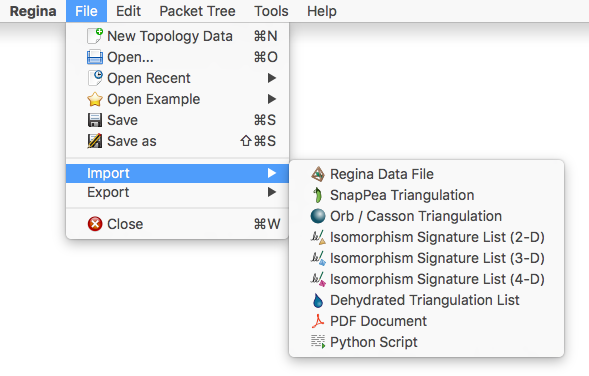 Regina File Edit Packet Tree Tools Help
New Topology Data ⌘N
Open... ⌘O
Open Recent ▶
Open Example ▶
Save ⌘S
Save as ⇧⌘S
Import ▶
Export ▶
Close ⌘W
Regina Data File
SnapPea Triangulation
Orb / Casson Triangulation
Isomorphism Signature List (2-D)
Isomorphism Signature List (3-D)
Isomorphism Signature List (4-D)
Dehydrated Triangulation List
PDF Document
Python Script